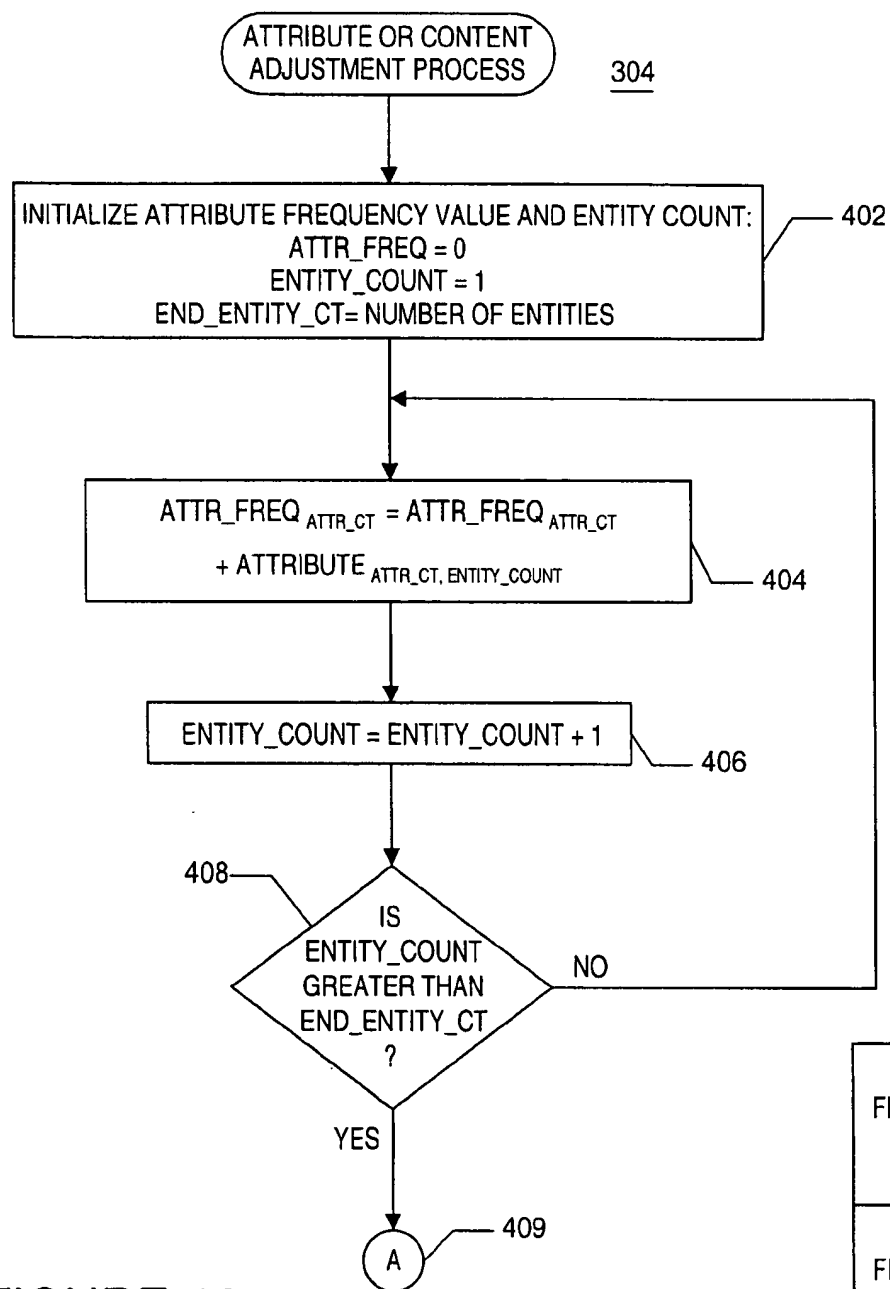 ATTRIBUTE OR CONTENT
ADJUSTMENT PROCESS
304
INITIALIZE ATTRIBUTE FREQUENCY VALUE AND ENTITY COUNT:
ATTR_FREQ = 0
ENTITY_COUNT = 1
END_ENTITY_CT= NUMBER OF ENTITIES
402
ATTR_FREQ ATTR_CT = ATTR_FREQ ATTR_CT
+ ATTRIBUTE ATTR_CT, ENTITY_COUNT
404
ENTITY_COUNT = ENTITY_COUNT + 1
406
408
IS
ENTITY_COUNT
GREATER THAN
END_ENTITY_CT
?
NO
YES
A
409